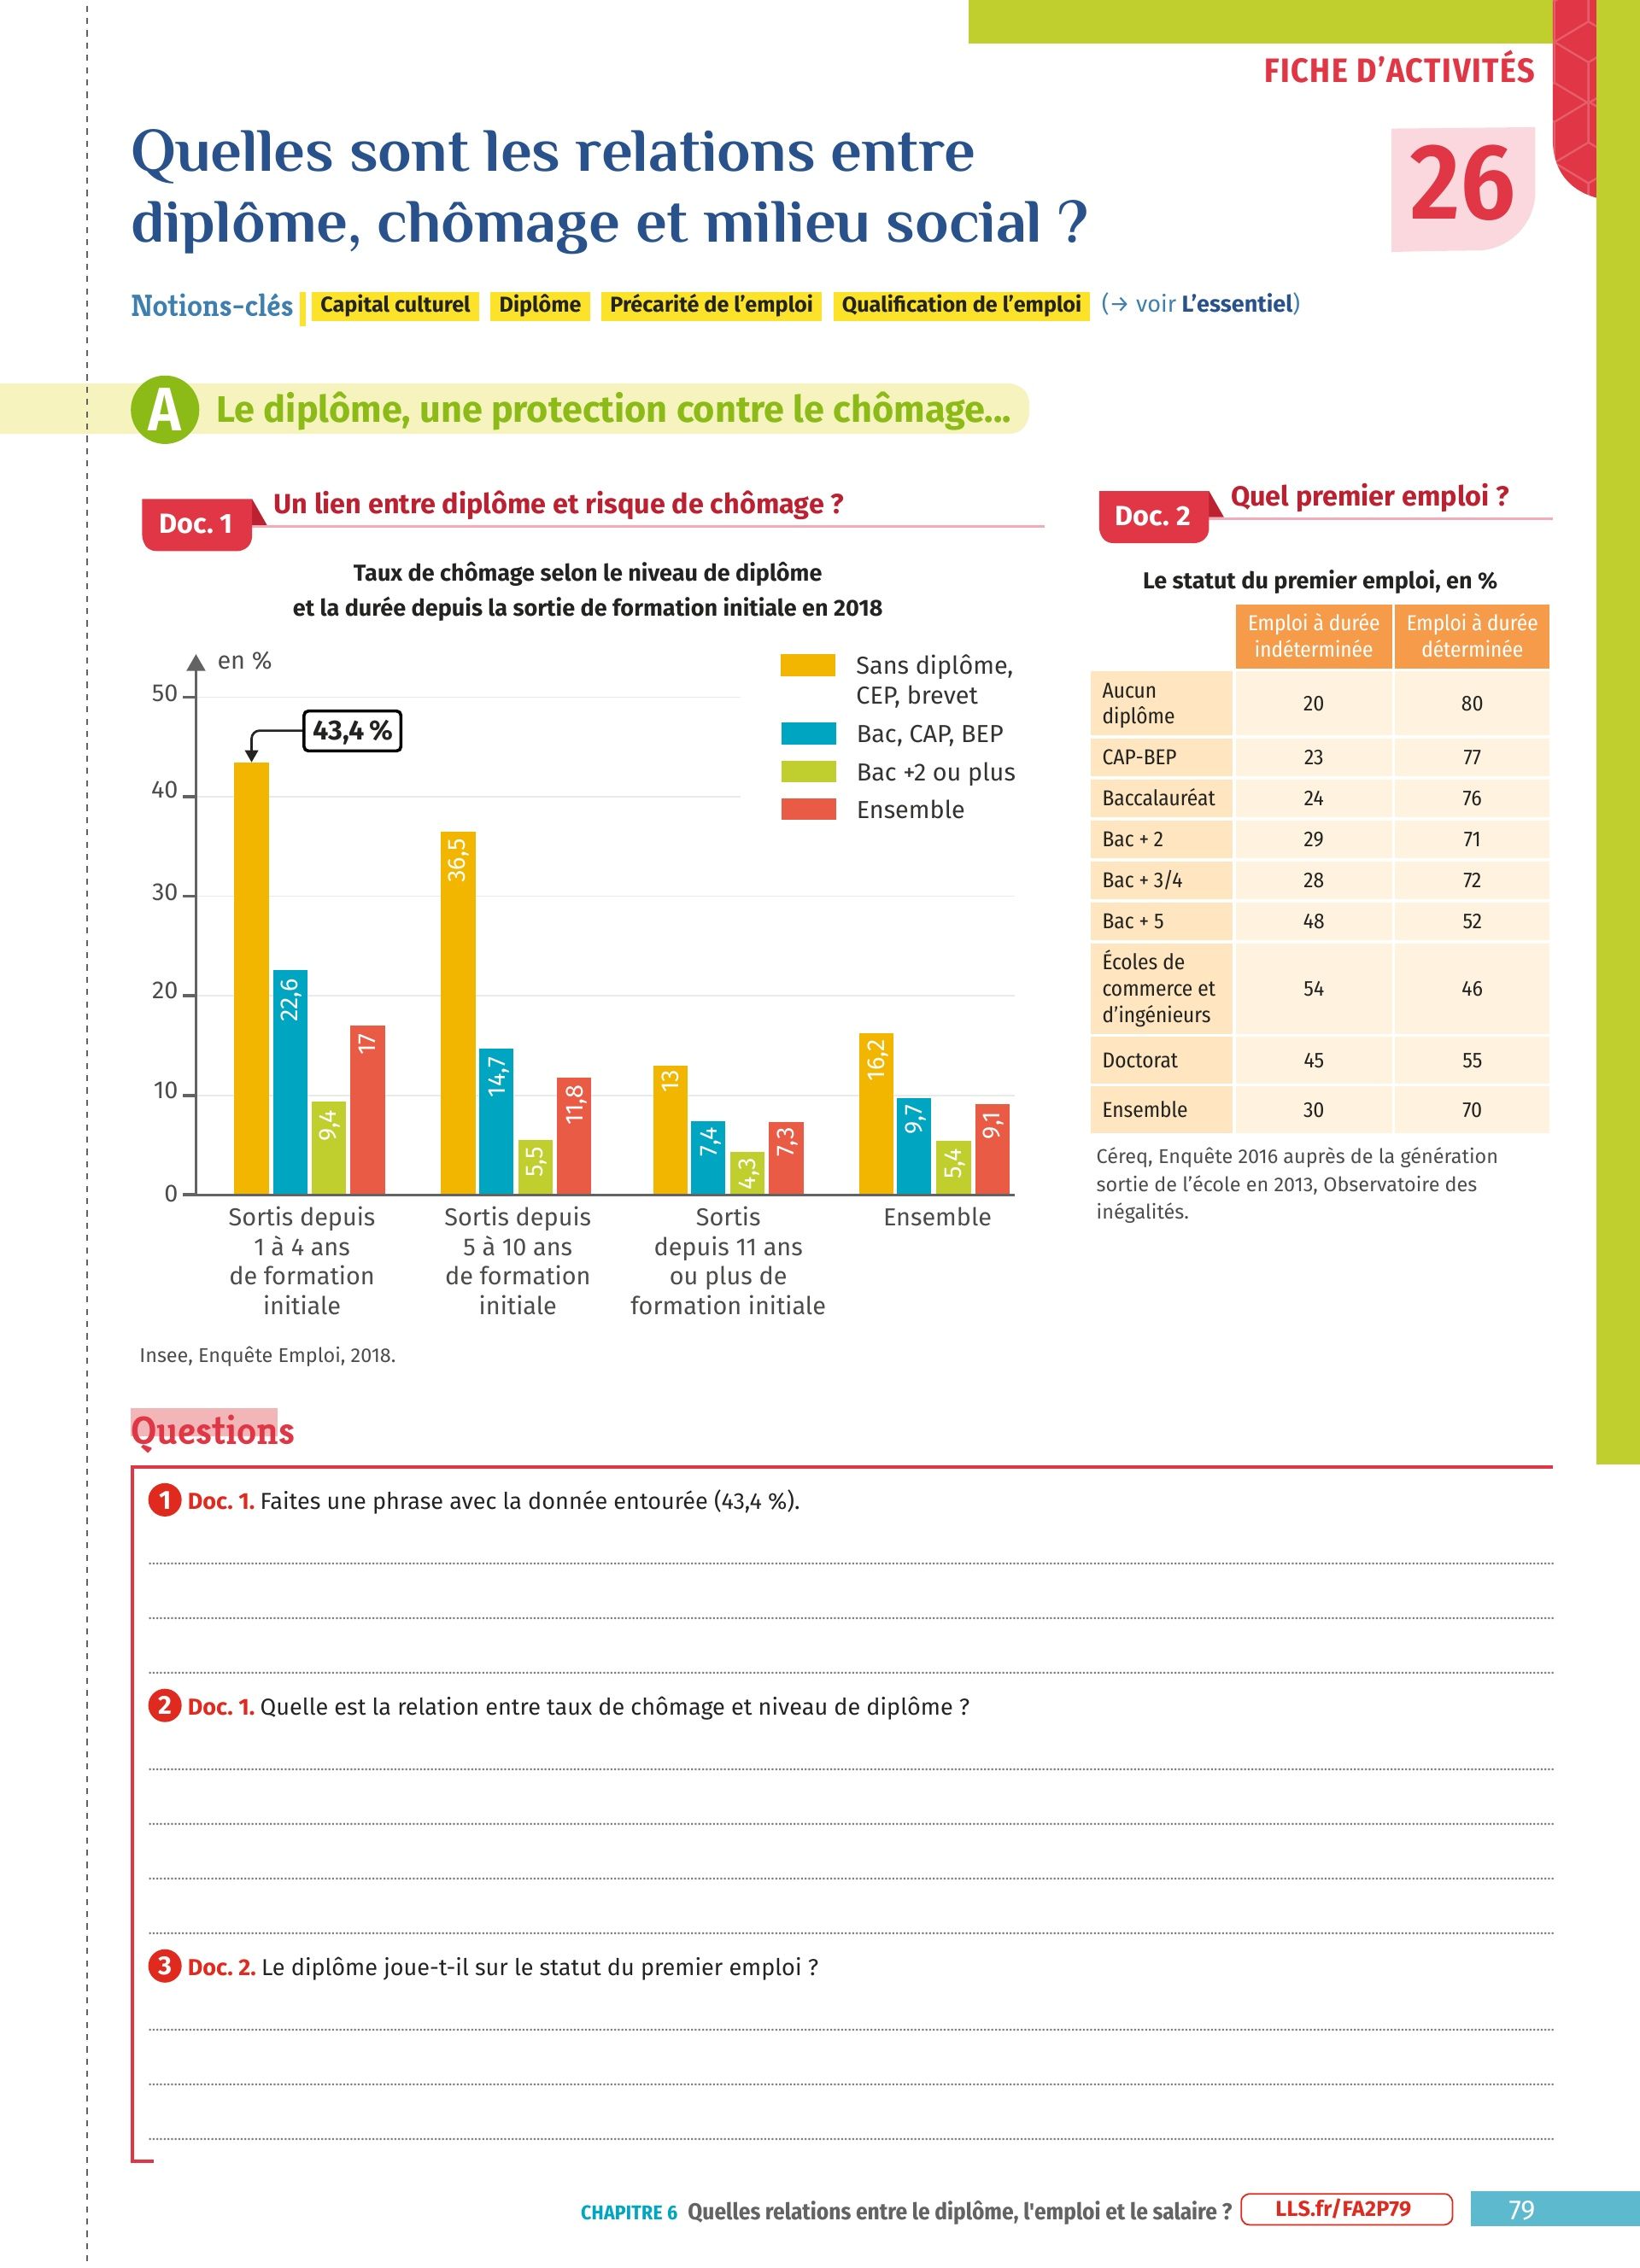 FICHE D'ACTIVITÉS
Quelles sont les relations entre
diplôme, chômage et milieu social ?
26
Notions-clés Capital culturel Diplôme Précarité de l'emploi Qualification de l'emploi (→ voir L'essentiel)
A Le diplôme, une protection contre le chômage...
Doc. 1 Un lien entre diplôme et risque de chômage ?
Taux de chômage selon le niveau de diplôme
et la durée depuis la sortie de formation initiale en 2018
en %
50
40
30
20
10
0
43,4 %
22,6
9,4
17
36,5
14,7
5,5
11,8
13
7,4
4,3
7,3
16,2
9,7
5,4
9,1
Sans diplôme,
CEP, brevet
Bac, CAP, BEP
Bac +2 ou plus
Ensemble
Sortis depuis
1 à 4 ans
de formation
initiale
Sortis depuis
5 à 10 ans
de formation
initiale
Sortis
depuis 11 ans
ou plus de
formation initiale
Ensemble
Insee, Enquête Emploi, 2018.
Doc. 2 Quel premier emploi ?
Le statut du premier emploi, en %
Emploi à durée
indéterminée
Emploi à durée
déterminée
Aucun
diplôme
20 80
CAP-BEP 23 77
Baccalauréat 24 76
Bac + 2 29 71
Bac + 3/4 28 72
Bac + 5 48 52
Écoles de
commerce et
d'ingénieurs
54 46
Doctorat 45 55
Ensemble 30 70
Céreq, Enquête 2016 auprès de la génération
sortie de l'école en 2013, Observatoire des
inégalités.
Questions
1 Doc. 1. Faites une phrase avec la donnée entourée (43,4 %).
2 Doc. 1. Quelle est la relation entre taux de chômage et niveau de diplôme ?
3 Doc. 2. Le diplôme joue-t-il sur le statut du premier emploi ?
CHAPITRE 6 Quelles relations entre le diplôme, l'emploi et le salaire ? LLS.fr/FA2P79 79